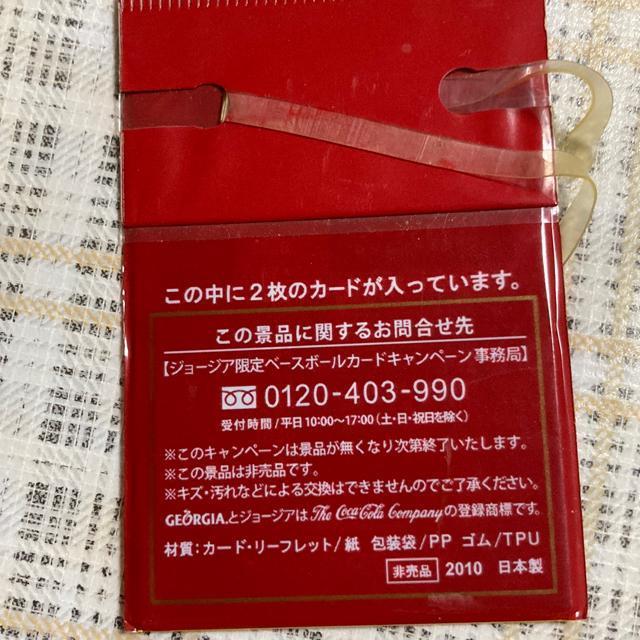 この中に2枚のカードが入っています。
この景品に関するお問合せ先
【ジョージア限定ベースボールカードキャンペーン事務局】
0120-403-990
受付時間/平日10:00〜17:00(土・日・祝日を除く)
※このキャンペーンは景品が無くなり次第終了いたします。
※この景品は非売品です。
※キズ・汚れなどによる交換はできませんのでご了承ください。
GEORGIA,とジョージアはThe Coca-Cola Companyの登録商標です。
材質:カード・リーフレット/紙 包装袋/PP ゴム/TPU
非売品 2010 日本製